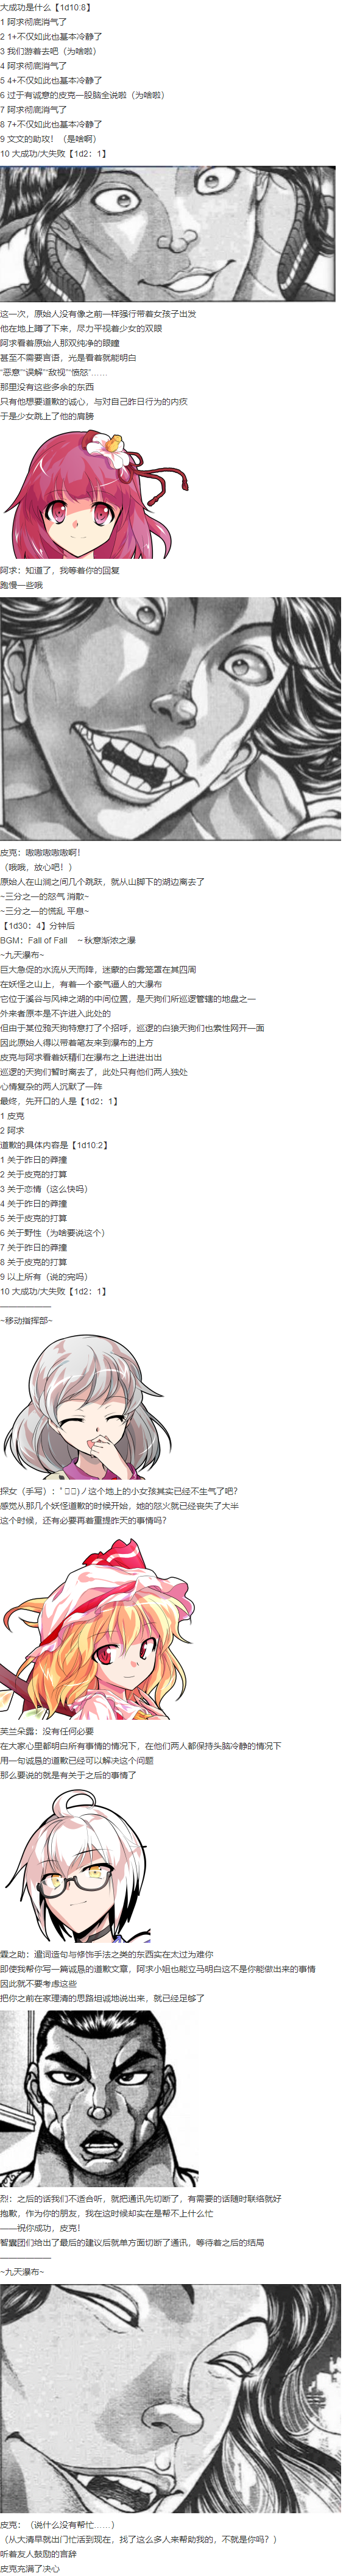 大成功是什么【1d10:8】
1 阿求彻底消气了
2 1+不仅如此也基本冷静了
3 我们游着去吧（为啥啦）
4 阿求彻底消气了
5 4+不仅如此也基本冷静了
6 过于有诚意的皮克一股脑全说啦（为啥啦）
7 阿求彻底消气了
8 7+不仅如此也基本冷静了
9 文文的助攻！（是啥啊）
10 大成功/大失败【1d2：1】
这一次，原始人没有像之前一样强行带着女孩子出发
他在地上蹲了下来，尽力平视着少女的双眼
阿求看着原始人那双纯净的眼瞳
甚至不需要言语，光是看着就能明白
“恶意”“误解”“敌视”“愤怒”……
那里没有这些多余的东西
只有他想要道歉的诚心，与对自己昨日行为的内疚
于是少女跳上了他的肩膀
阿求：知道了，我等着你的回复
跑慢一些哦
皮克：嗷嗷嗷嗷嗷啊！
（哦哦，放心吧！）
原始人在山涧之间几个跳跃，就从山脚下的湖边离去了
~三分之一的怒气 消散~
~三分之一的慌乱 平息~
【1d30：4】分钟后
BGM：Fall of Fall　～秋意渐浓之瀑
~九天瀑布~
巨大急促的水流从天而降，迷蒙的白雾笼罩在其四周
在妖怪之山上，有着一个豪气逼人的大瀑布
它位于溪谷与风神之湖的中间位置，是天狗们所巡逻管辖的地盘之一
外来者原本是不许进入此处的
但由于某位鸦天狗特意打了个招呼，巡逻的白狼天狗们也索性网开一面
因此原始人得以带着笔友来到瀑布的上方
皮克与阿求看着妖精们在瀑布之上进进出出
巡逻的天狗们暂时离去了，此处只有他们两人独处
心情复杂的两人沉默了一阵
最终，先开口的人是【1d2：1】
1 皮克
2 阿求
道歉的具体内容是【1d10:2】
1 关于昨日的莽撞
2 关于皮克的打算
3 关于恋情（这么快吗）
4 关于昨日的莽撞
5 关于皮克的打算
6 关于野性（为啥要说这个）
7 关于昨日的莽撞
8 关于皮克的打算
9 以上所有（说的完吗）
10 大成功/大失败【1d2：1】
——————
~移动指挥部~
探女（手写）：ﾟ▯▯)ノ这个地上的小女孩其实已经不生气了吧？
感觉从那几个妖怪道歉的时候开始，她的怒火就已经丧失了大半
这个时候，还有必要再着重提昨天的事情吗？
芙兰朵露：没有任何必要
在大家心里都明白所有事情的情况下，在他们两人都保持头脑冷静的情况下
用一句诚恳的道歉已经可以解决这个问题
那么要说的就是有关于之后的事情了
霖之助：遣词造句与修饰手法之类的东西实在太过为难你
即使我帮你写一篇诚恳的道歉文章，阿求小姐也能立马明白这不是你能做出来的事情
因此就不要考虑这些
把你之前在家理清的思路坦诚地说出来，就已经足够了
烈：之后的话我们不适合听，就把通讯先切断了，有需要的话随时联络就好
抱歉，作为你的朋友，我在这时候却实在是帮不上什么忙
——祝你成功，皮克！
智囊团们给出了最后的建议后就单方面切断了通讯，等待着之后的结局
——————
~九天瀑布~
皮克：（说什么没有帮忙……）
（从大清早就出门忙活到现在，找了这么多人来帮助我的，不就是你吗？）
听着友人鼓励的言辞
皮克充满了决心